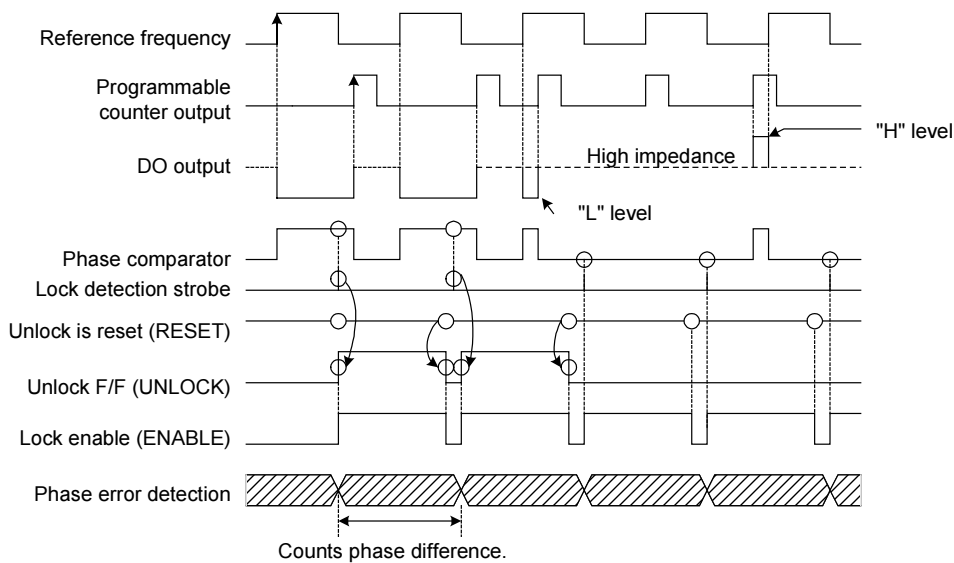 Reference frequency
Programmable
counter output
"H" level
DO output
High impedance
"L" level
Phase comparator
Lock detection strobe
Unlock is reset (RESET)
Unlock F/F (UNLOCK)
Lock enable (ENABLE)
Phase error detection
Counts phase difference.